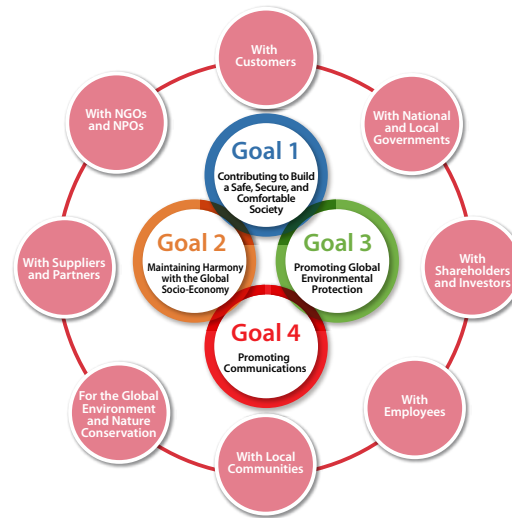 With
Customers
With NGOs
and NPOs
With National
and Local
Governments
Goal 1
Contributing to Build
a Safe, Secure, and
Comfortable
Society
Goal 2
Maintaining Harmony
with the Global
Socio-Economy
Goal 3
Promoting Global
Environmental
Protection
With Suppliers
and Partners
With
Shareholders
and Investors
Goal 4
Promoting
Communications
For the Global
Environment
and Nature
Conservation
With
Employees
With Local
Communities